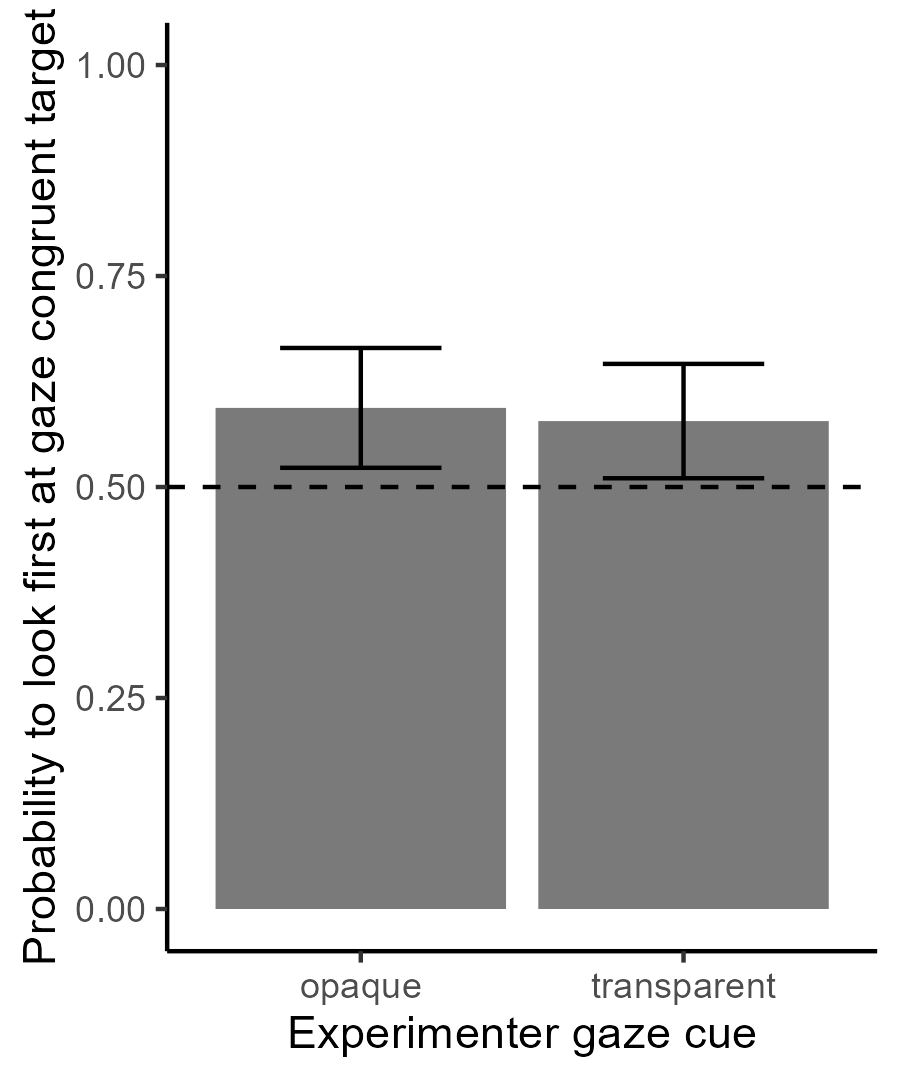 Probability to look first at gaze congruent target
1.00
0.75
0.50
0.25
0.00
opaque transparent
Experimenter gaze cue